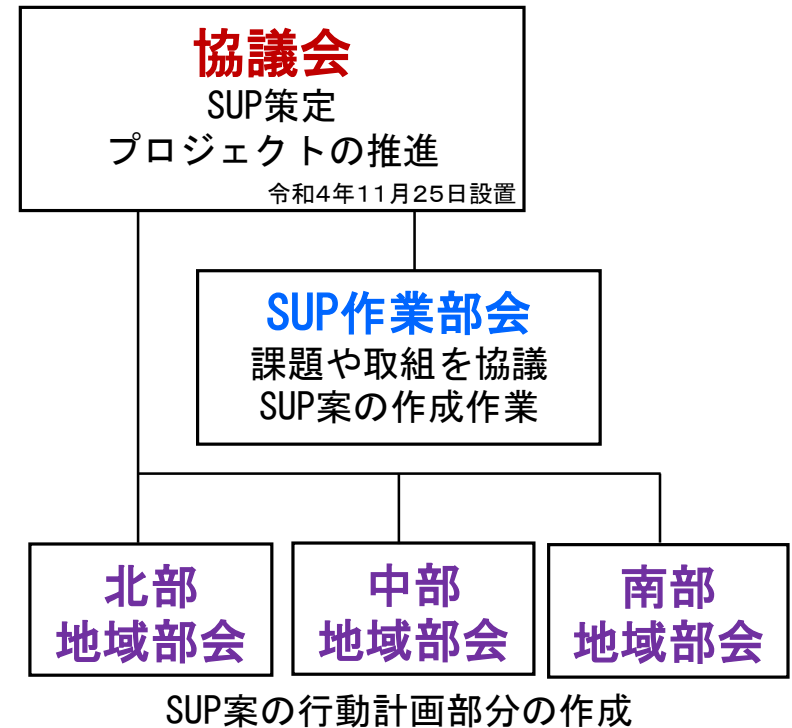 協議会
SUP策定
プロジェクトの推進
令和4年11月25日設置
SUP作業部会
課題や取組を協議
SUP案の作成作業
北部
地域部会
中部
地域部会
南部
地域部会
SUP案の行動計画部分の作成